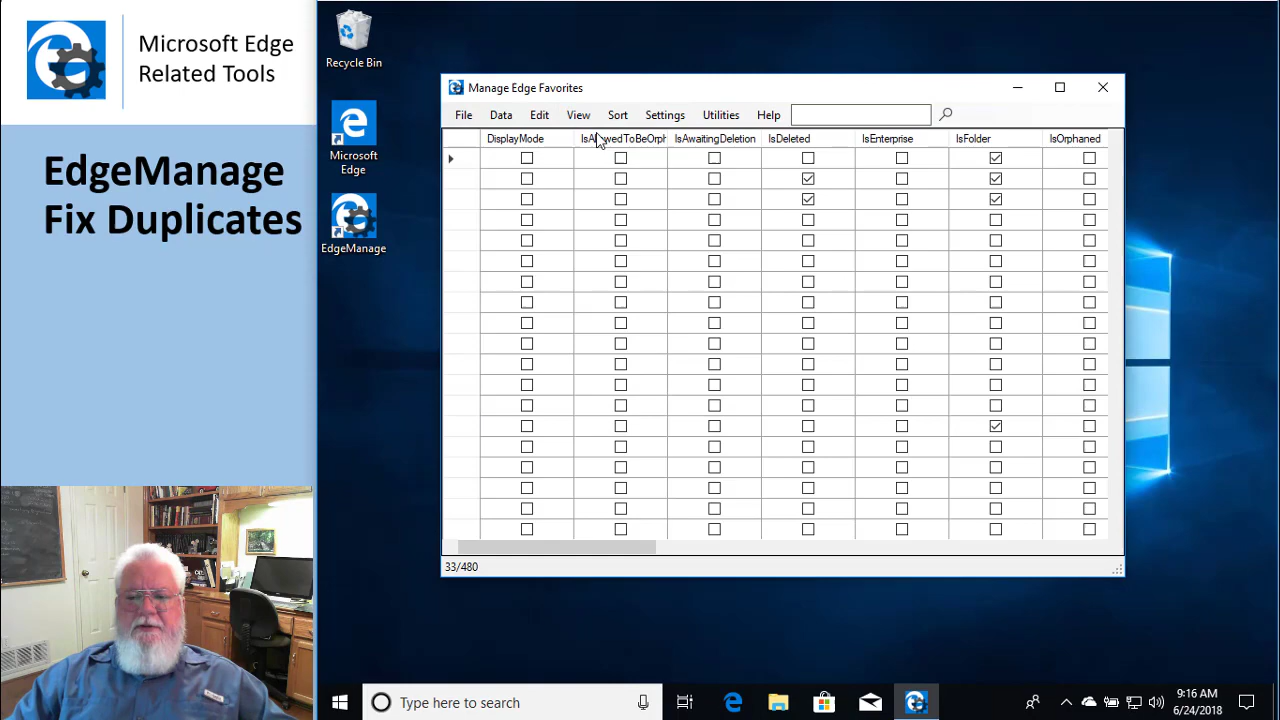 Microsoft Edge
Related Tools
EdgeManage
Fix Duplicates
Recycle Bin
Microsoft
Edge
EdgeManage
Manage Edge Favorites
File Data Edit View Sort Settings Utilities Help
DisplayMode IsAllowedToBeOrph IsAwaitingDeletion IsDeleted IsEnterprise IsFolder IsOrphaned
33/480
Type here to search
9:16 AM
6/24/2018